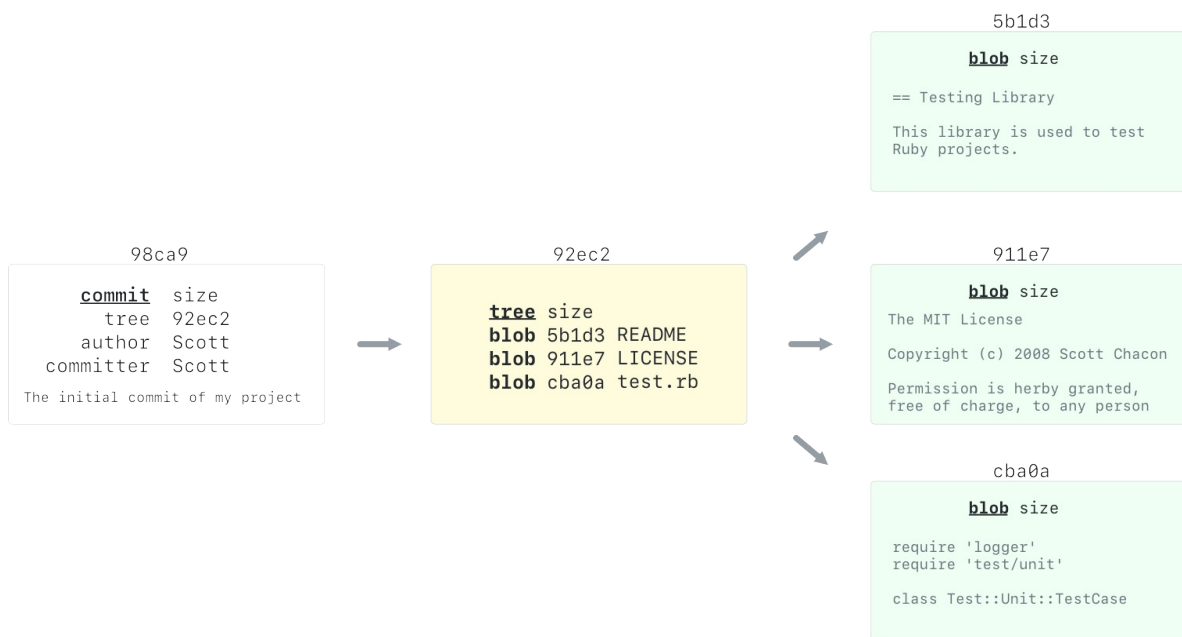 5b1d3
blob size
== Testing Library
This library is used to test
Ruby projects.
98ca9
commit size
tree 92ec2
author Scott
committer Scott
The initial commit of my project
92ec2
tree size
blob 5b1d3 README
blob 911e7 LICENSE
blob cba0a test.rb
911e7
blob size
The MIT License
Copyright (c) 2008 Scott Chacon
Permission is herby granted,
free of charge, to any person
cba0a
blob size
require 'logger'
require 'test/unit'
class Test::Unit::TestCase